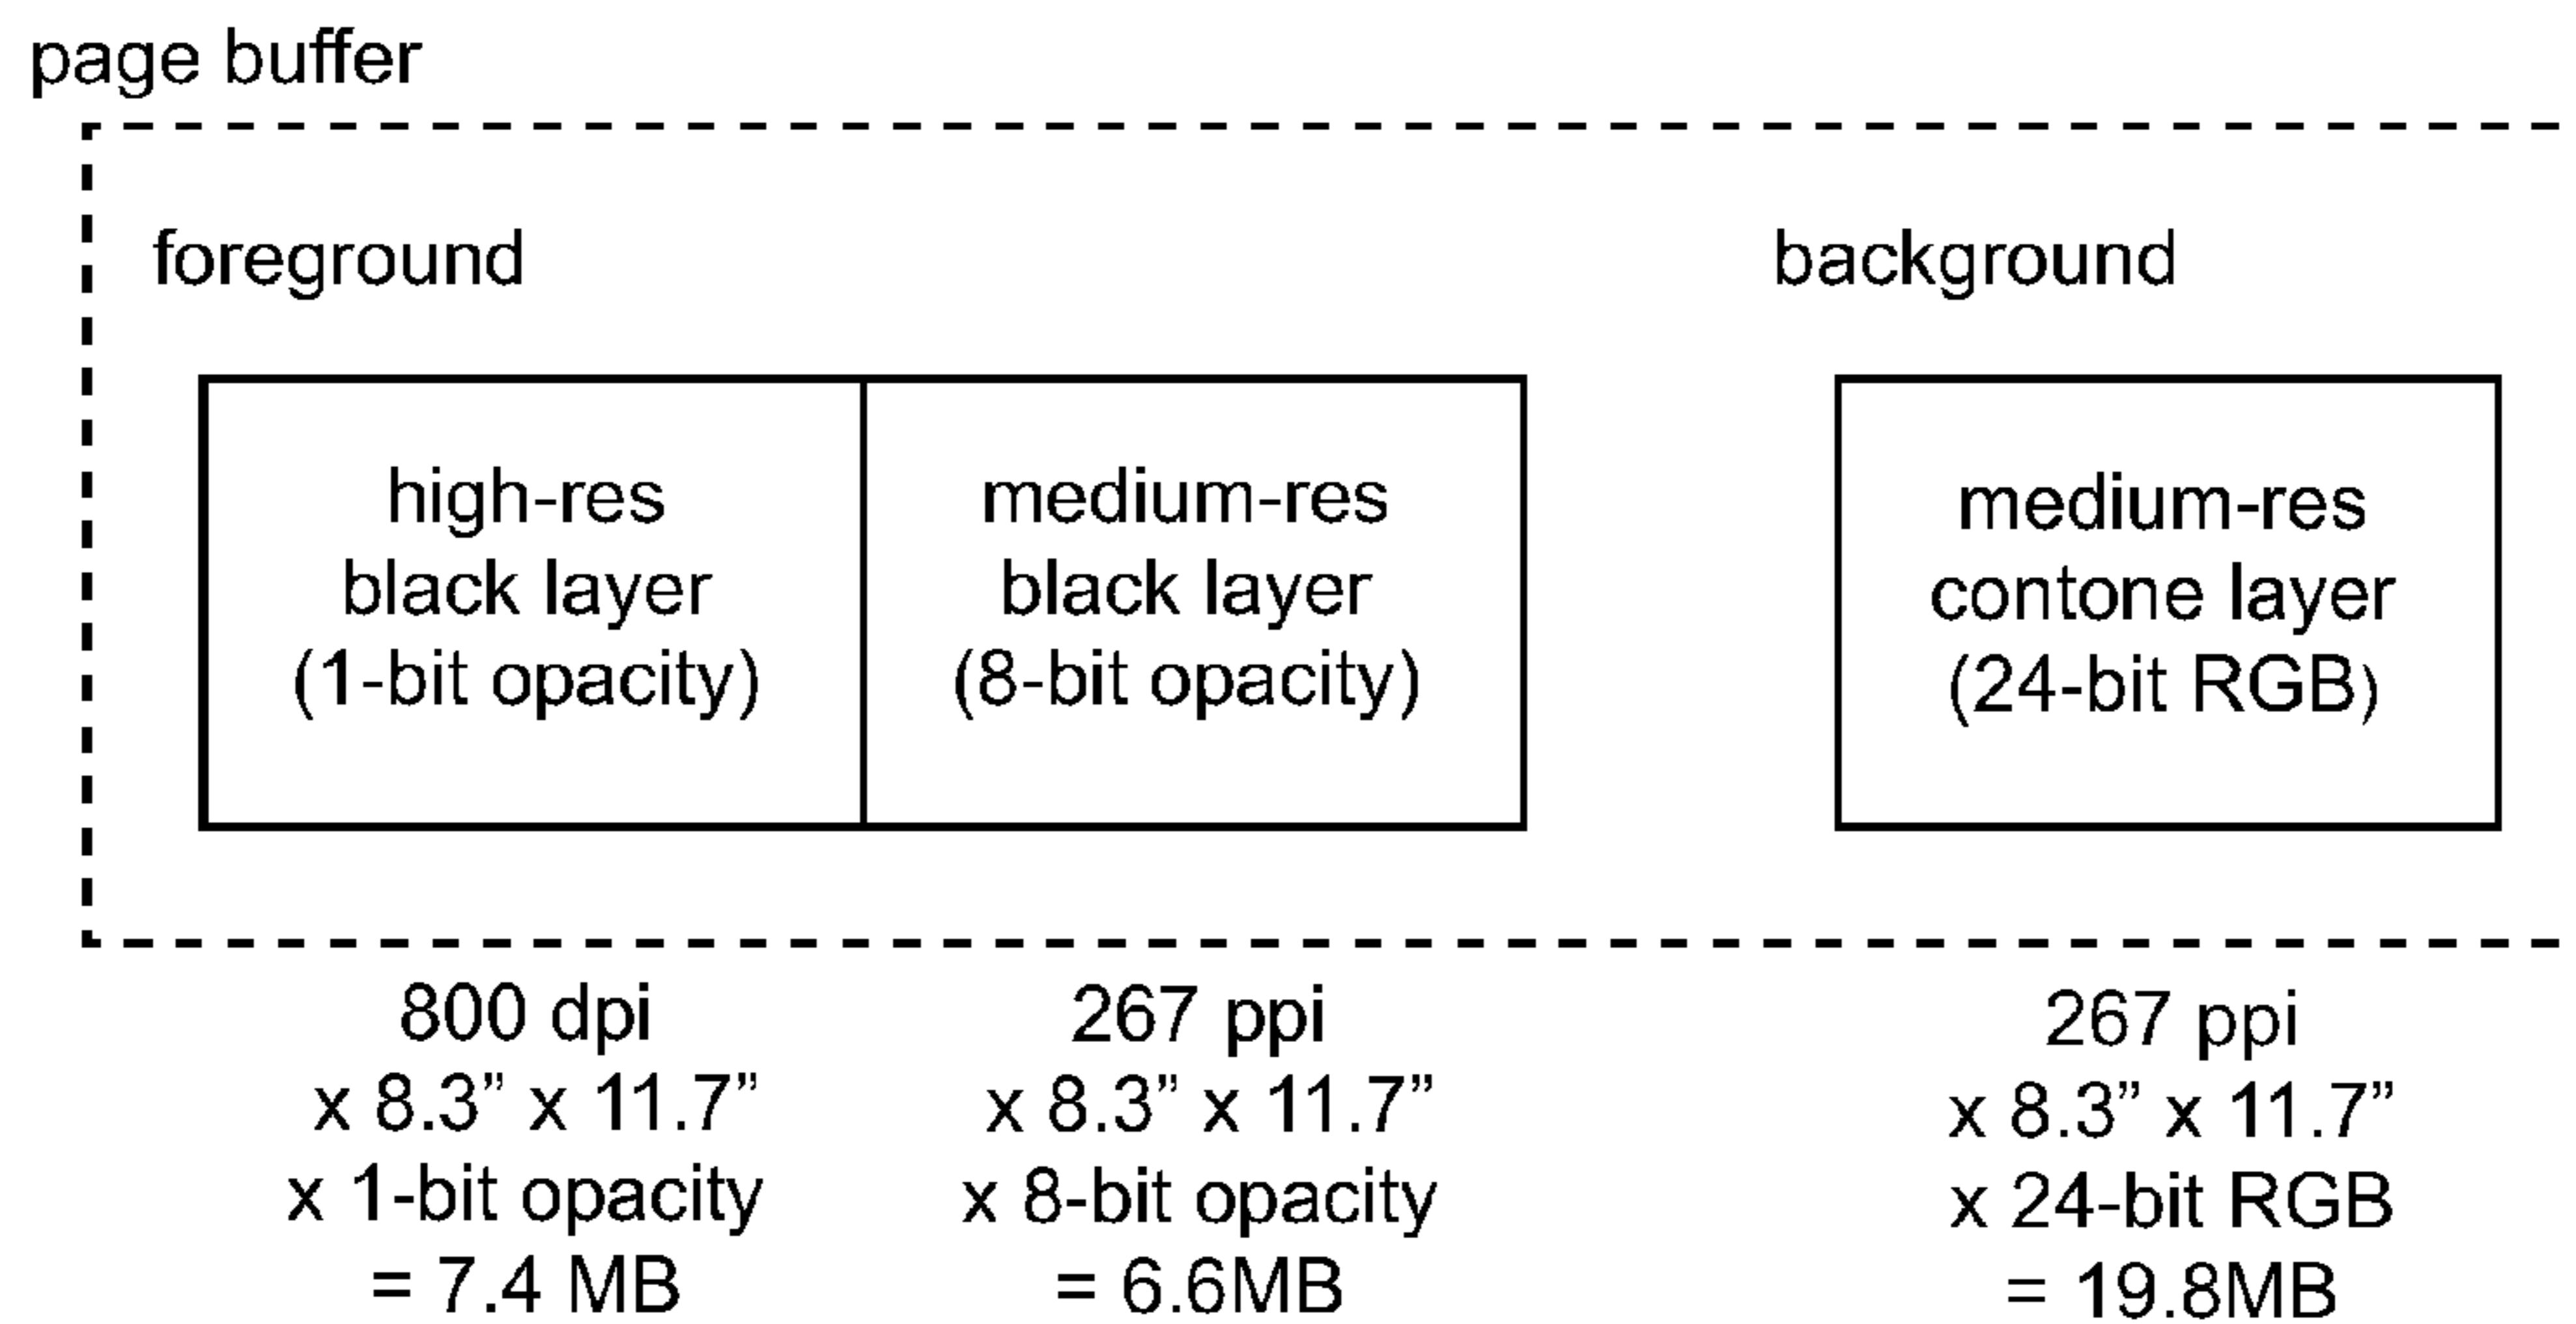 page buffer
foreground
background
high-res
black layer
(1-bit opacity)
medium-res
black layer
(8-bit opacity)
medium-res
contone layer
(24-bit RGB)
800 dpi
x 8.3” x 11.7”
x 1-bit opacity
= 7.4 MB
267 ppi
x 8.3” x 11.7”
x 8-bit opacity
= 6.6MB
267 ppi
x 8.3” x 11.7”
x 24-bit RGB
= 19.8MB